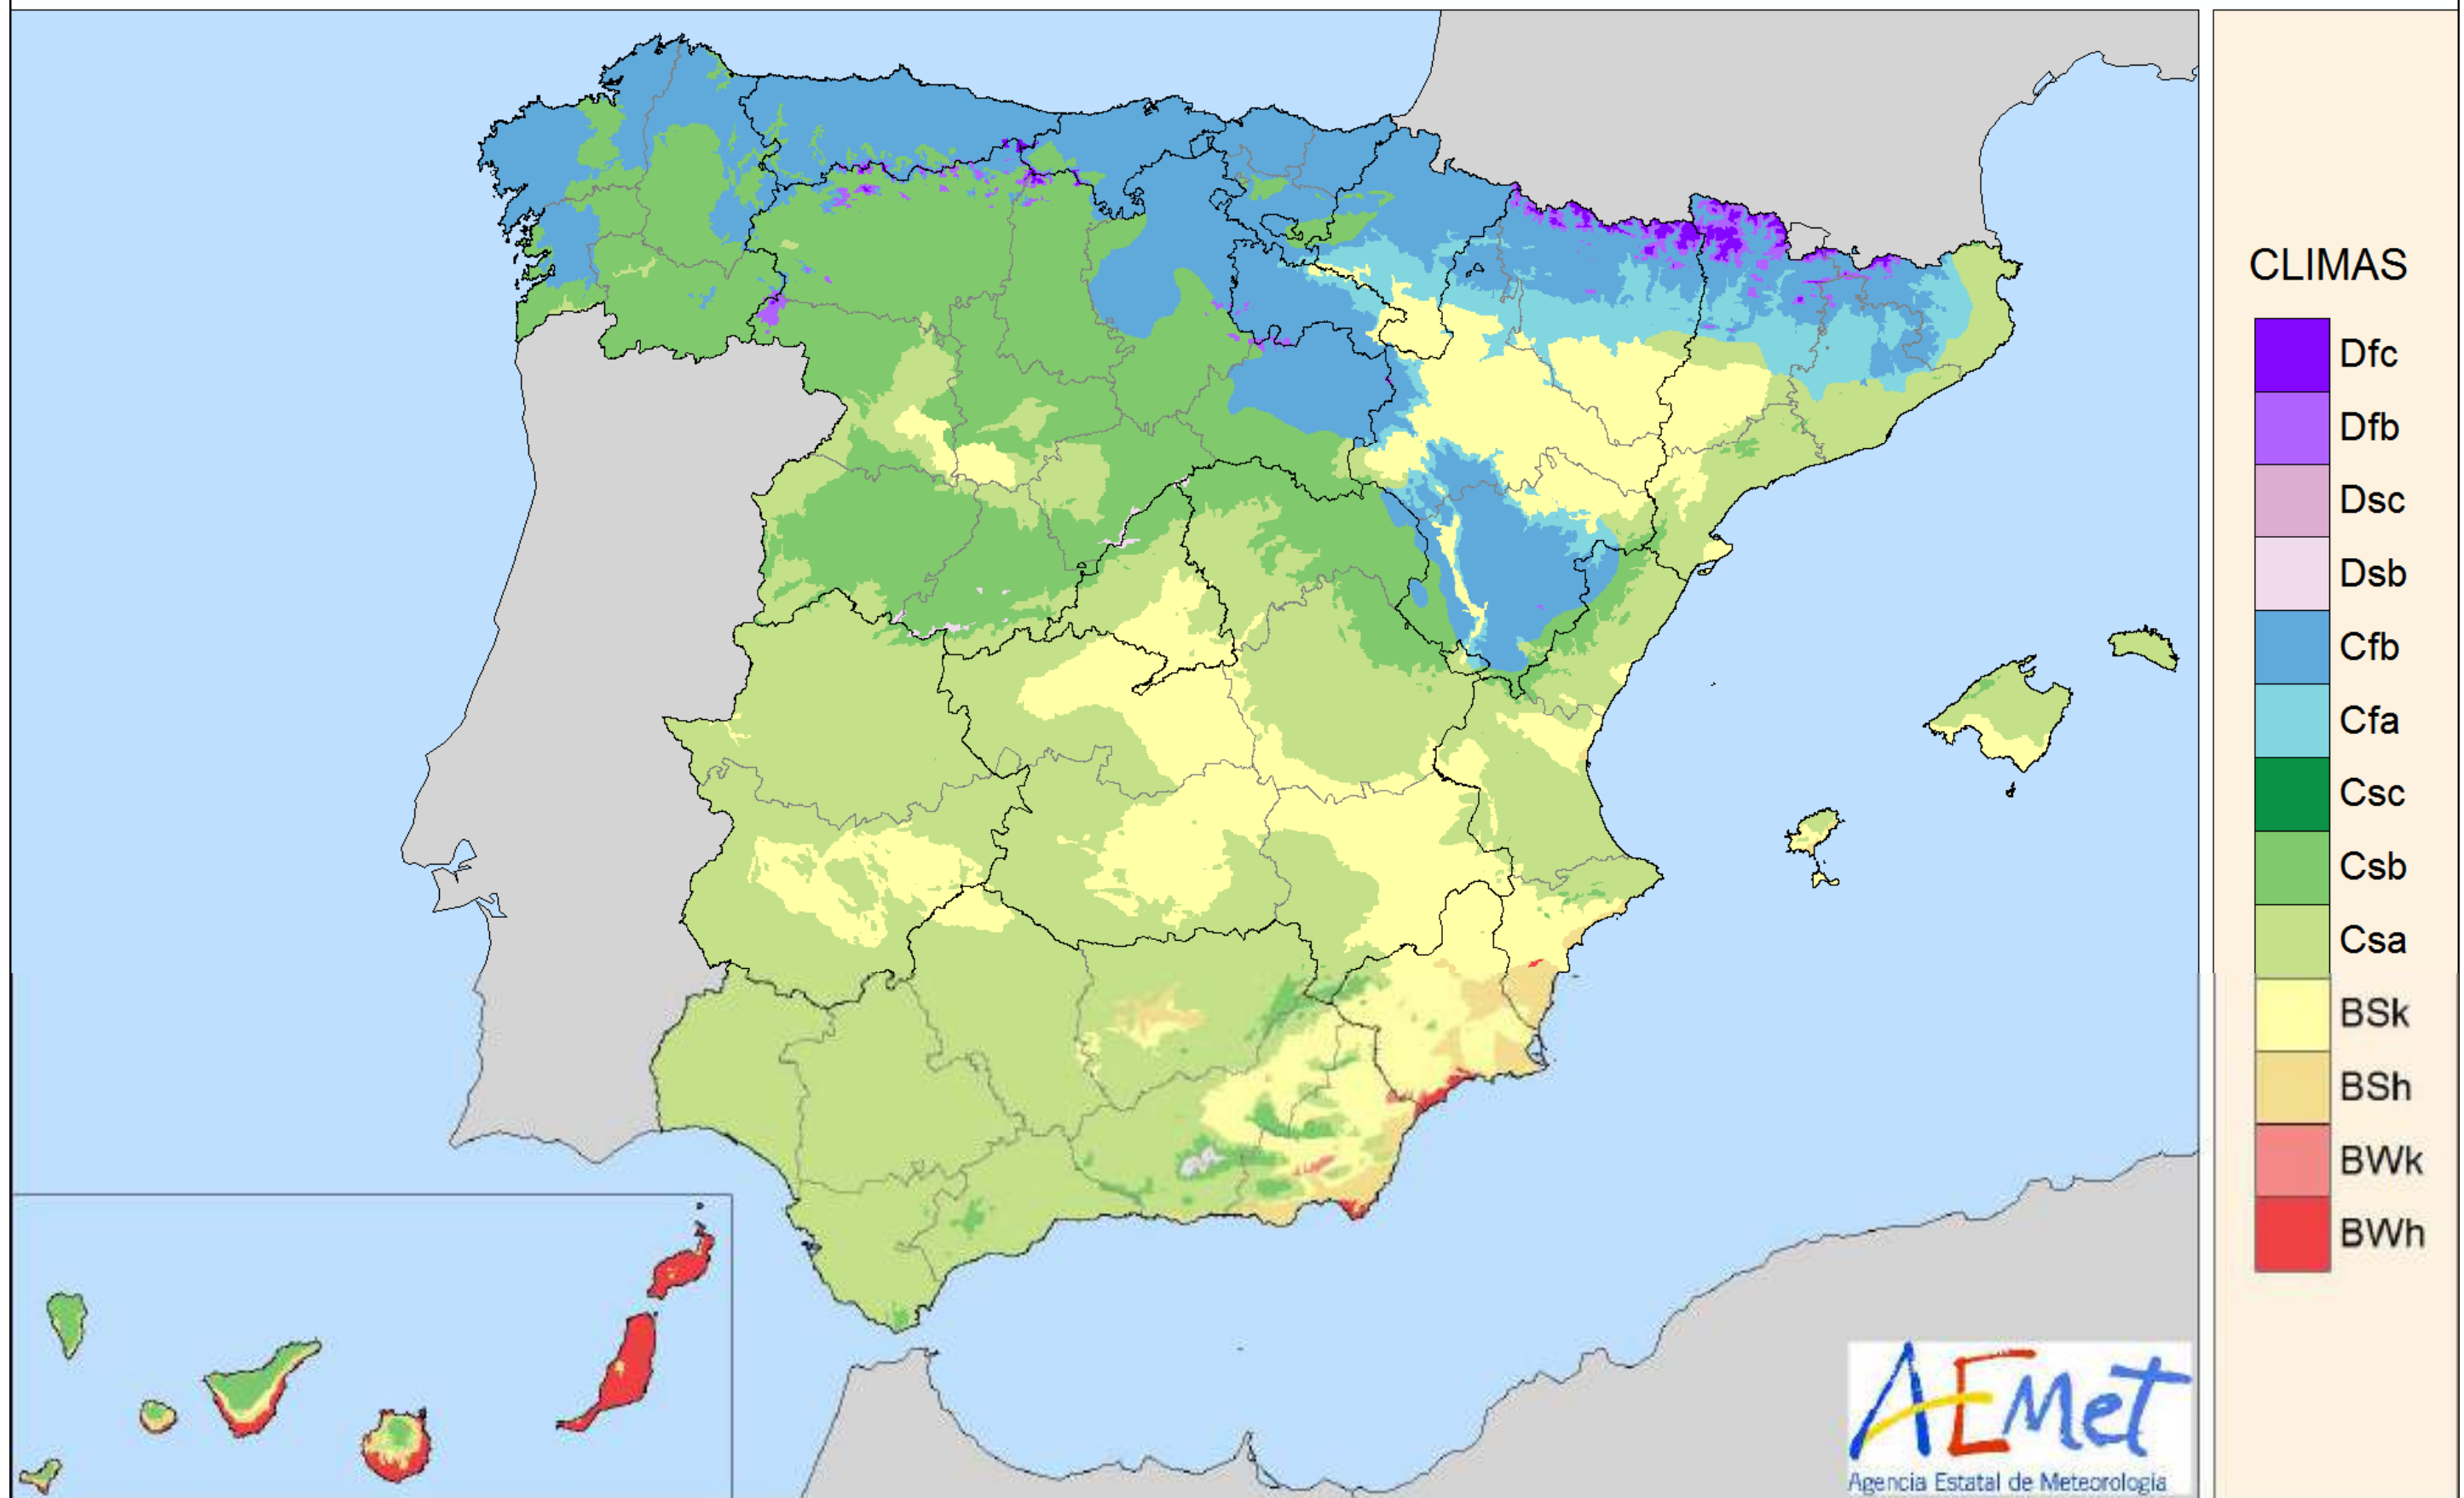 CLIMAS
Dfc
Dfb
Dsc
Dsb
Cfb
Cfa
Csc
Csb
Csa
BSk
BSh
BWk
BWh
AEMet
Agencia Estatal de Meteorología